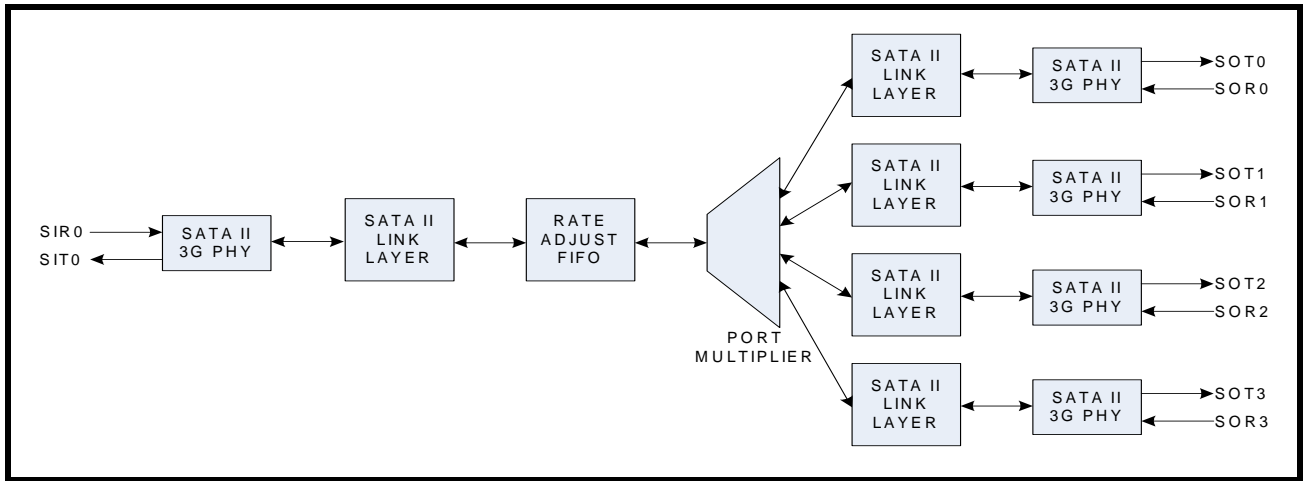 SIR0
SIT0
SATA II
3G PHY
SATA II
LINK
LAYER
RATE
ADJUST
FIFO
PORT
MULTIPLIER
SATA II
LINK
LAYER
SATA II
3G PHY
SOT0
SOR0
SATA II
LINK
LAYER
SATA II
3G PHY
SOT1
SOR1
SATA II
LINK
LAYER
SATA II
3G PHY
SOT2
SOR2
SATA II
LINK
LAYER
SATA II
3G PHY
SOT3
SOR3